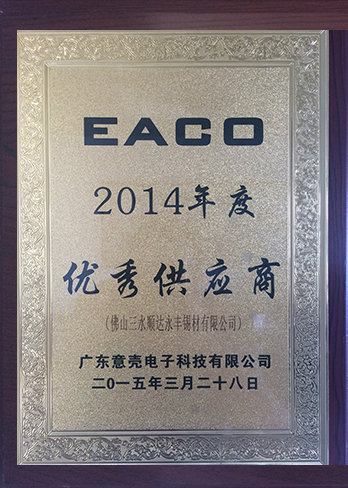 EACO
2014年度
优秀供应商
（佛山三水顺达永丰锡材有限公司）
广东意壳电子科技有限公司
二0一五年三月二十八日